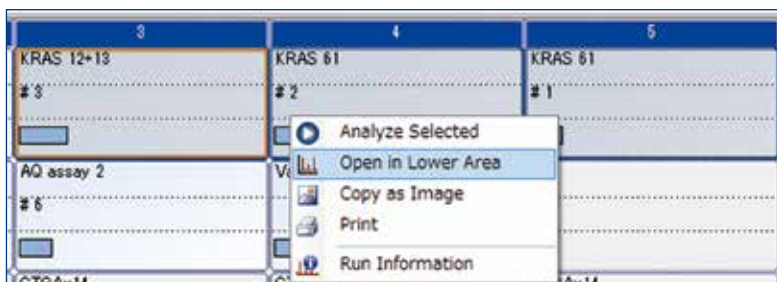 3 4 5
KRAS 12+13 KRAS 61 KRAS 61
# 3 # 2 # 1
Analyze Selected
Open in Lower Area
AQ assay 2
Copy as Image
# 6
Print
Run Information